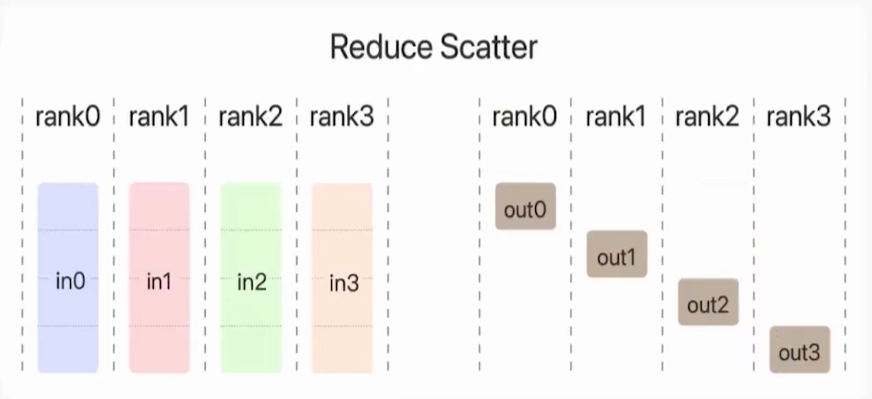 Reduce Scatter
rank0 rank1 rank2 rank3 rank0 rank1 rank2 rank3
out0
out1
in0 in1 in2 in3
out2
out3